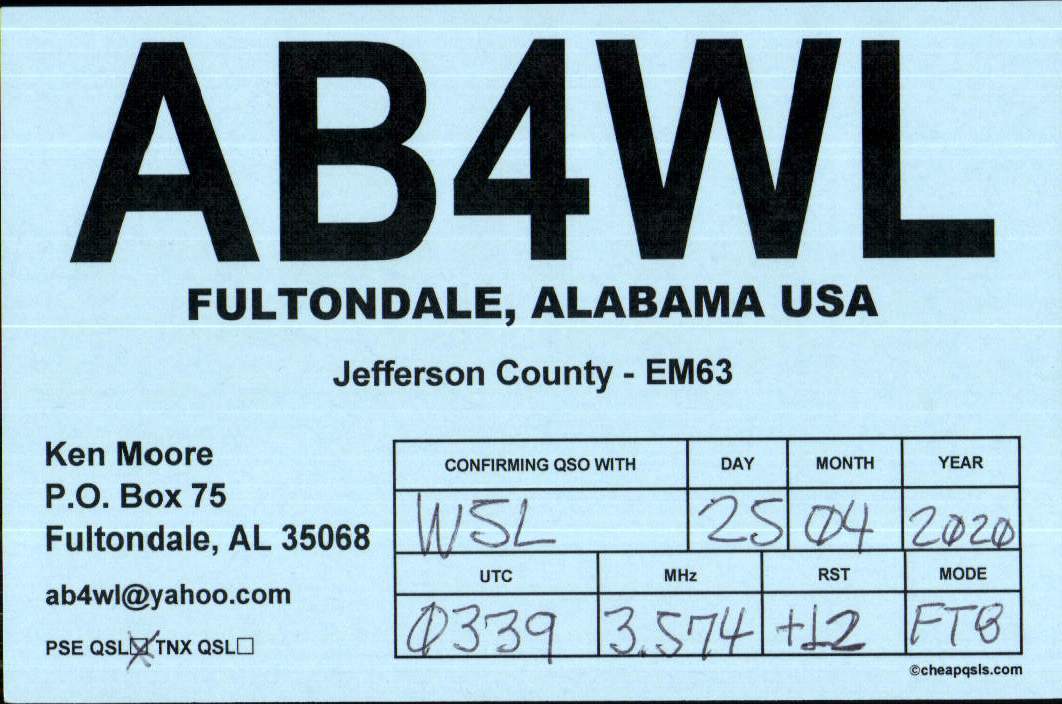 AB4WL
FULTONDALE, ALABAMA USA
Jefferson County - EM63
Ken Moore
P.O. Box 75
Fultondale, AL 35068
ab4wl@yahoo.com
PSE QSL☒ TNX QSL☐
CONFIRMING QSO WITH DAY MONTH YEAR
W5L 25 04 2020
UTC MHz RST MODE
0339 3.574 +12 FT8
©cheapqsls.com